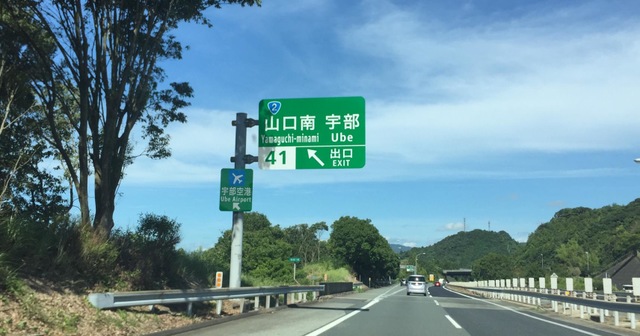 2
山口南 宇部
Yamaguchi-minami Ube
41 出口
EXIT
宇部空港
Ube Airport